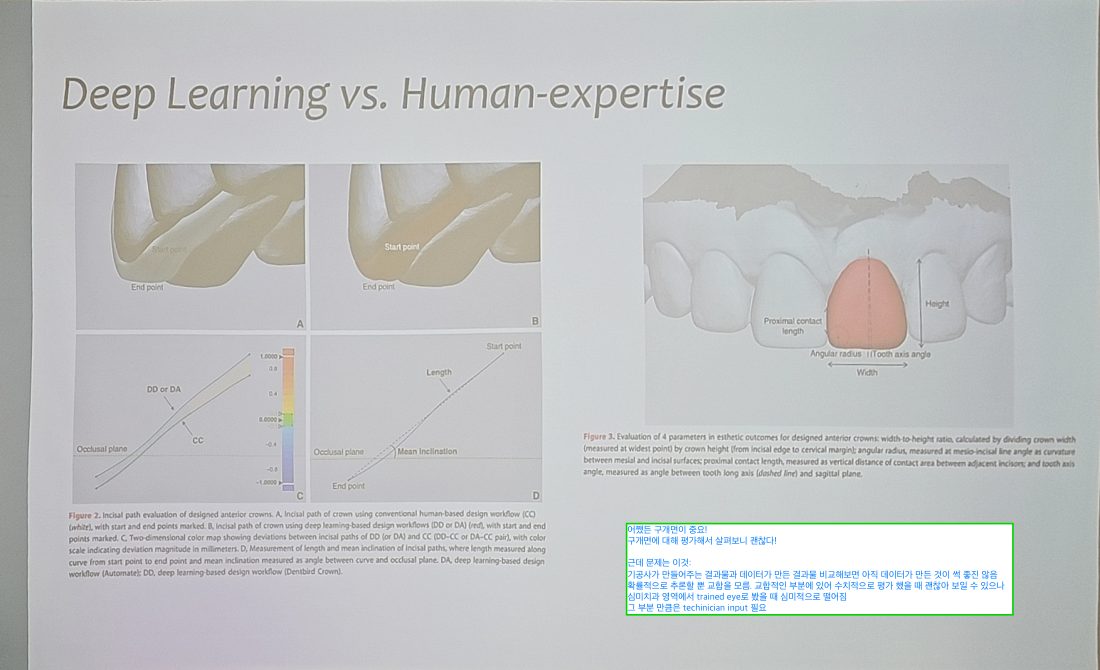 Deep Learning vs. Human-expertise
Start point
End point
A
Start point
End point
B
DD or DA
CC
Occlusal plane
1.0000
0.8
0.4
0.0000
-0.4
-0.8
-1.0000
C
Start point
Length
Occlusal plane
Mean Inclination
End point
D
Figure 2. Incisal path evaluation of designed anterior crowns. A, Incisal path of crown using conventional human-based design workflow (CC)
(white), with start and end points marked. B, Incisal path of crown using deep learning-based design workflows (DD or DA) (red), with start and end
points marked. C, Two-dimensional color map showing deviations between incisal paths of DD (or DA) and CC (DD-CC or DA-CC pair), with color
scale indicating deviation magnitude in millimeters. D, Measurement of length and mean inclination of incisal paths, where length measured along
curve from start point to end point and mean inclination measured as angle between curve and occlusal plane. DA, deep learning-based design
workflow (Automate); DD, deep learning-based design workflow (Dentbird Crown).
Proximal contact
length
Height
Angular radius
Tooth axis angle
Width
Figure 3. Evaluation of 4 parameters in esthetic outcomes for designed anterior crowns: width-to-height ratio, calculated by dividing crown width
(measured at widest point) by crown height (from incisal edge to cervical margin); angular radius, measured at mesio-incisal line angle as curvature
between mesial and incisal surfaces; proximal contact length, measured as vertical distance of contact area between adjacent incisors; and tooth axis
angle, measured as angle between tooth long axis (dashed line) and sagittal plane.
어쨌든 구개면이 중요!
구개면에 대해 평가해서 살펴보니 괜찮다!
근데 문제는 이것:
기공사가 만들어주는 결과물과 데이터가 만든 결과물 비교해보면 아직 데이터가 만든 것이 썩 좋진 않음
확률적으로 추론할 뿐 교합을 모름. 교합적인 부분에 있어 수치적으로 평가 했을 때 괜찮아 보일 수 있으나
심미치과 영역에서 trained eye로 봤을 때 심미적으로 떨어짐
그 부분 만큼은 techinician input 필요